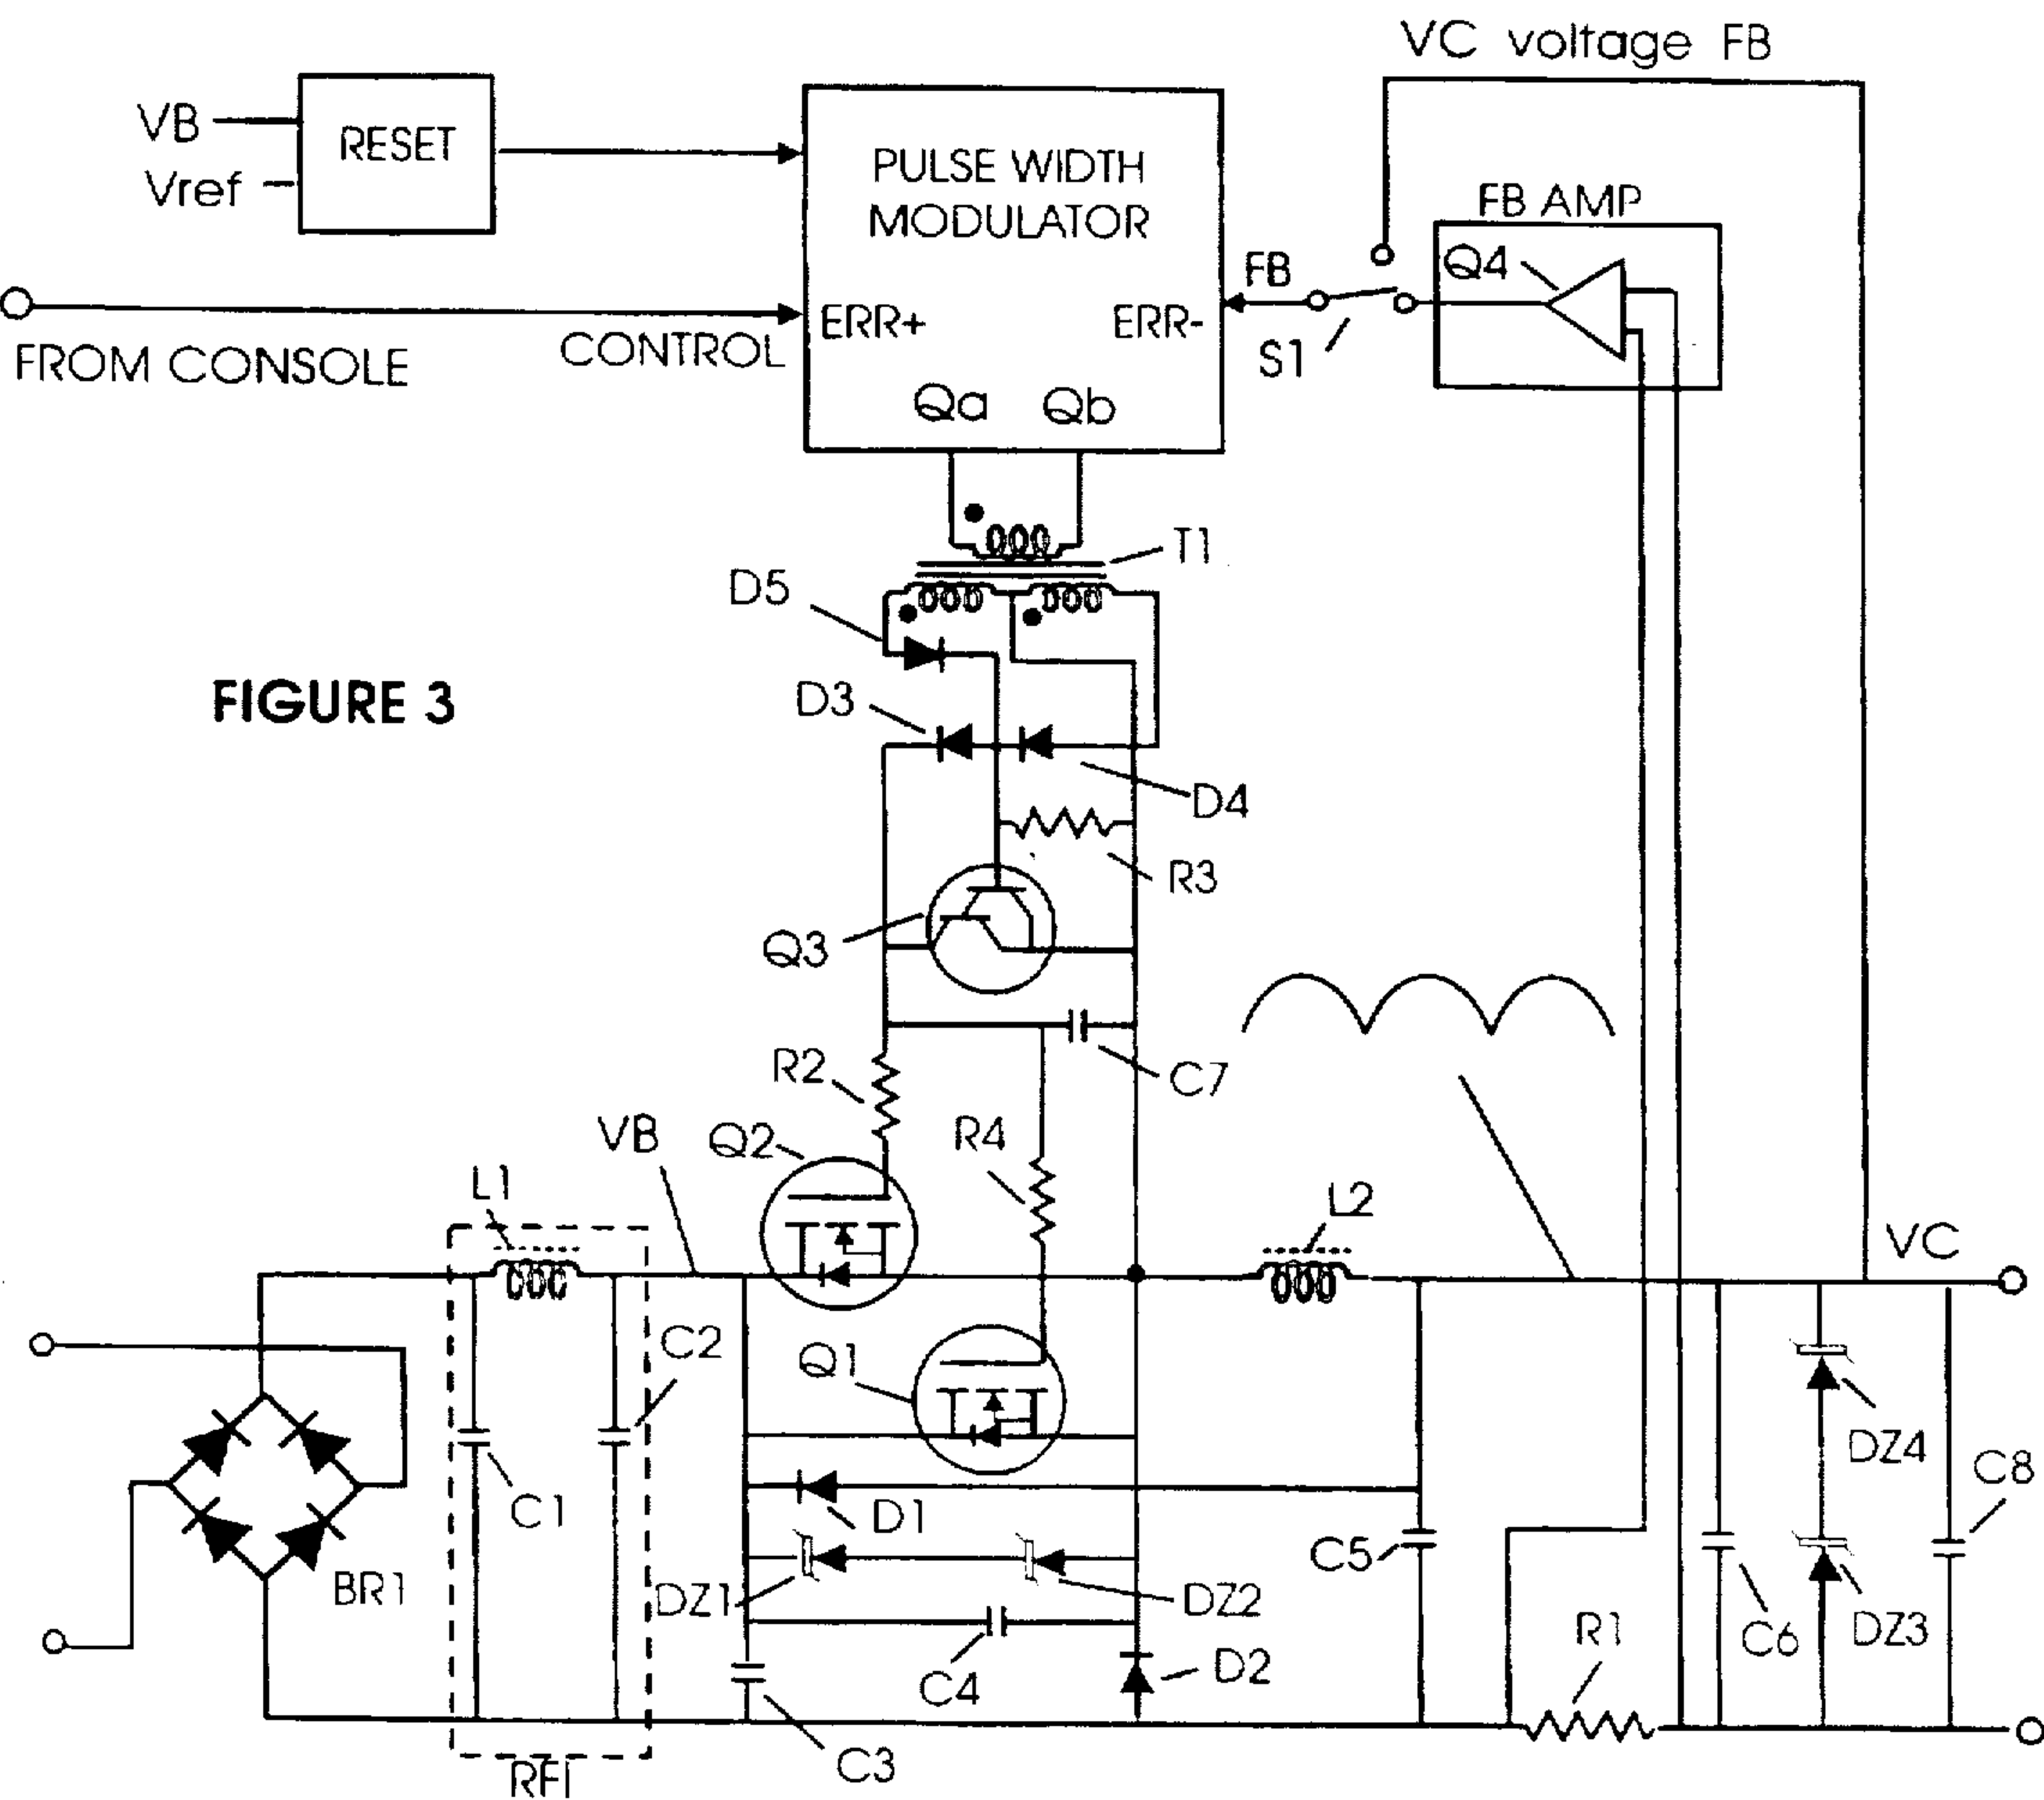 VC voltage FB
VB
Vref
RESET
PULSE WIDTH
MODULATOR
FB AMP
Q4
FB
ERR+
ERR-
S1
FROM CONSOLE
CONTROL
Qa
Qb
T1
D5
FIGURE 3
D3
D4
R3
Q3
R2
C7
VB
Q2
R4
L1
L2
VC
C2
Q1
DZ4
C8
C1
D1
C5
BR1
DZ1
DZ2
R1
C6
DZ3
C4
D2
RFI
C3